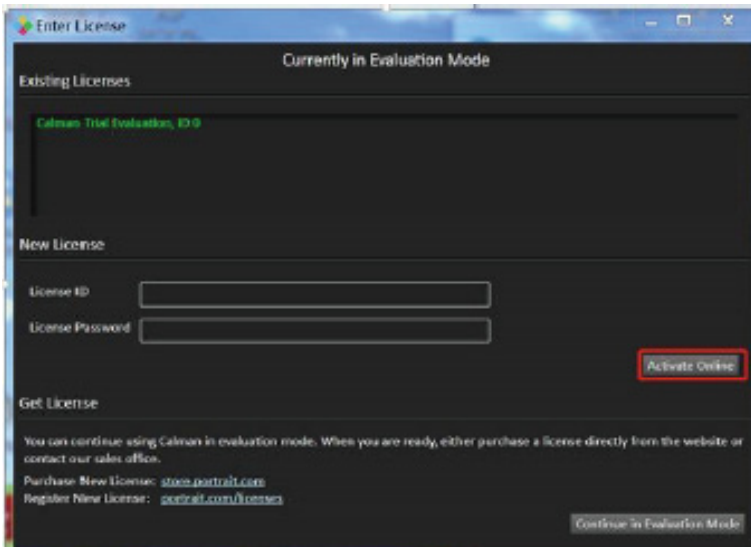 Enter License
Currently in Evaluation Mode
Existing Licenses
Calman Trial Evaluation, ID:0
New License
License ID
License Password
Activate Online
Get License
You can continue using Calman in evaluation mode. When you are ready, either purchase a license directly from the website or
contact our sales office.
Purchase New License: store.portrait.com
Register New License: portrait.com/licenses
Continue in Evaluation Mode